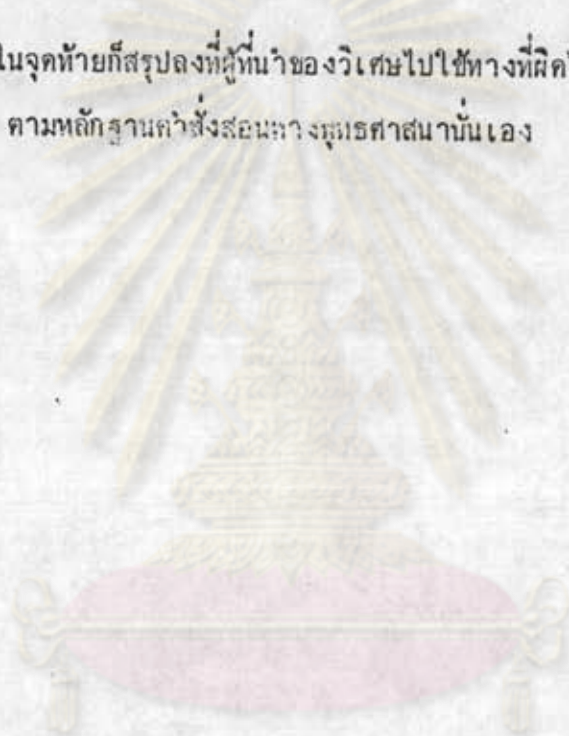 ในจุดท้ายก็สรุปลงที่ผู้ที่นำของวิเศษไปใช้ทางที่ผิด
ตามหลักฐานคำสั่งสอนทางพุทธศาสนานั่นเอง